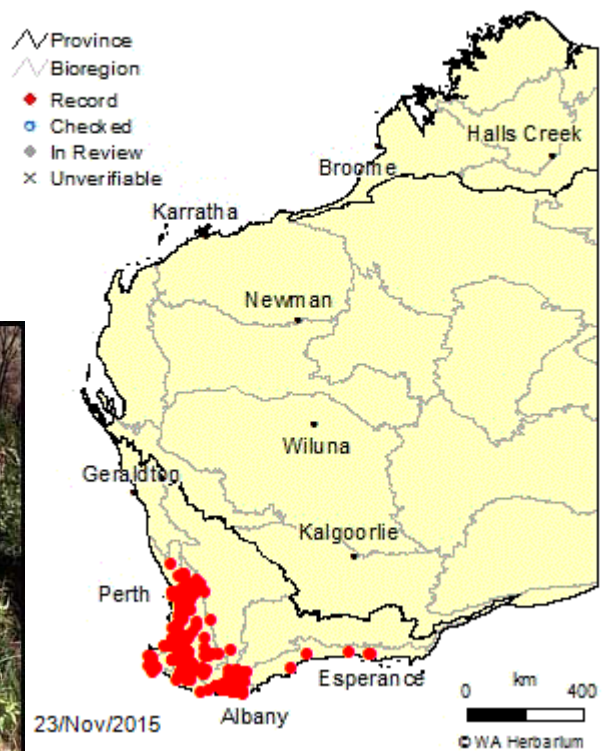 Province
Bioregion
Record
Checked
In Review
Unverifiable
Halls Creek
Broome
Karratha
Newman
Wiluna
Geraldton
Kalgoorlie
Perth
Esperance
Albany
0 km 400
23/Nov/2015
© WA Herbarium